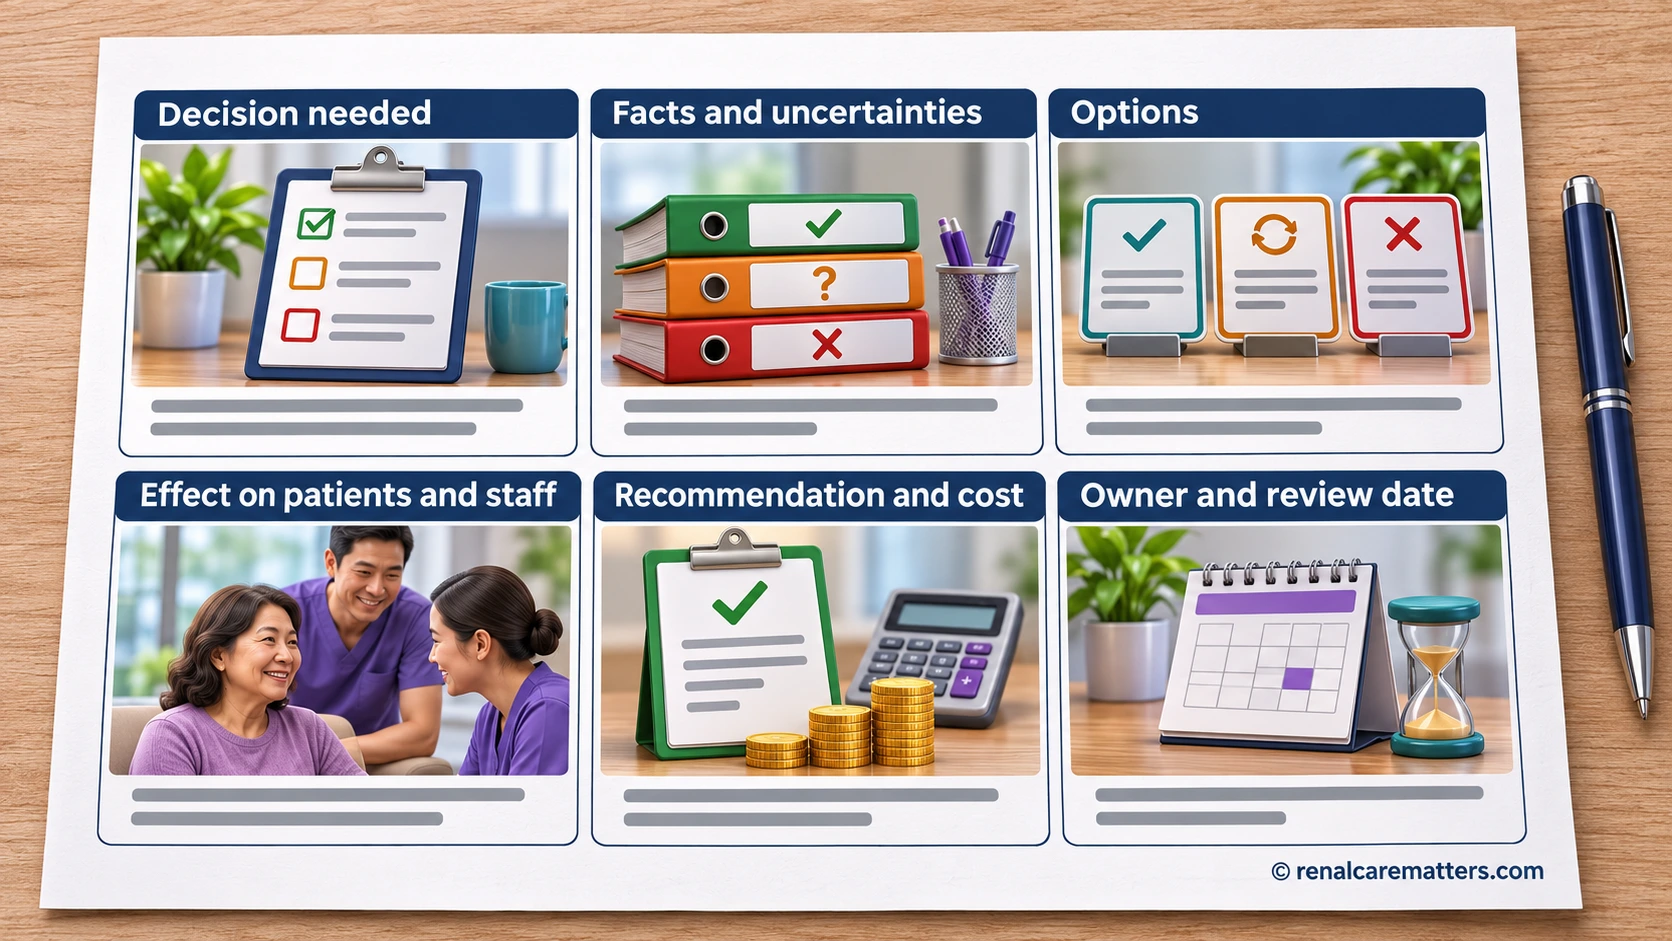 Decision needed
Facts and uncertainties
Options
Effect on patients and staff
Recommendation and cost
Owner and review date
© renalcarematters.com